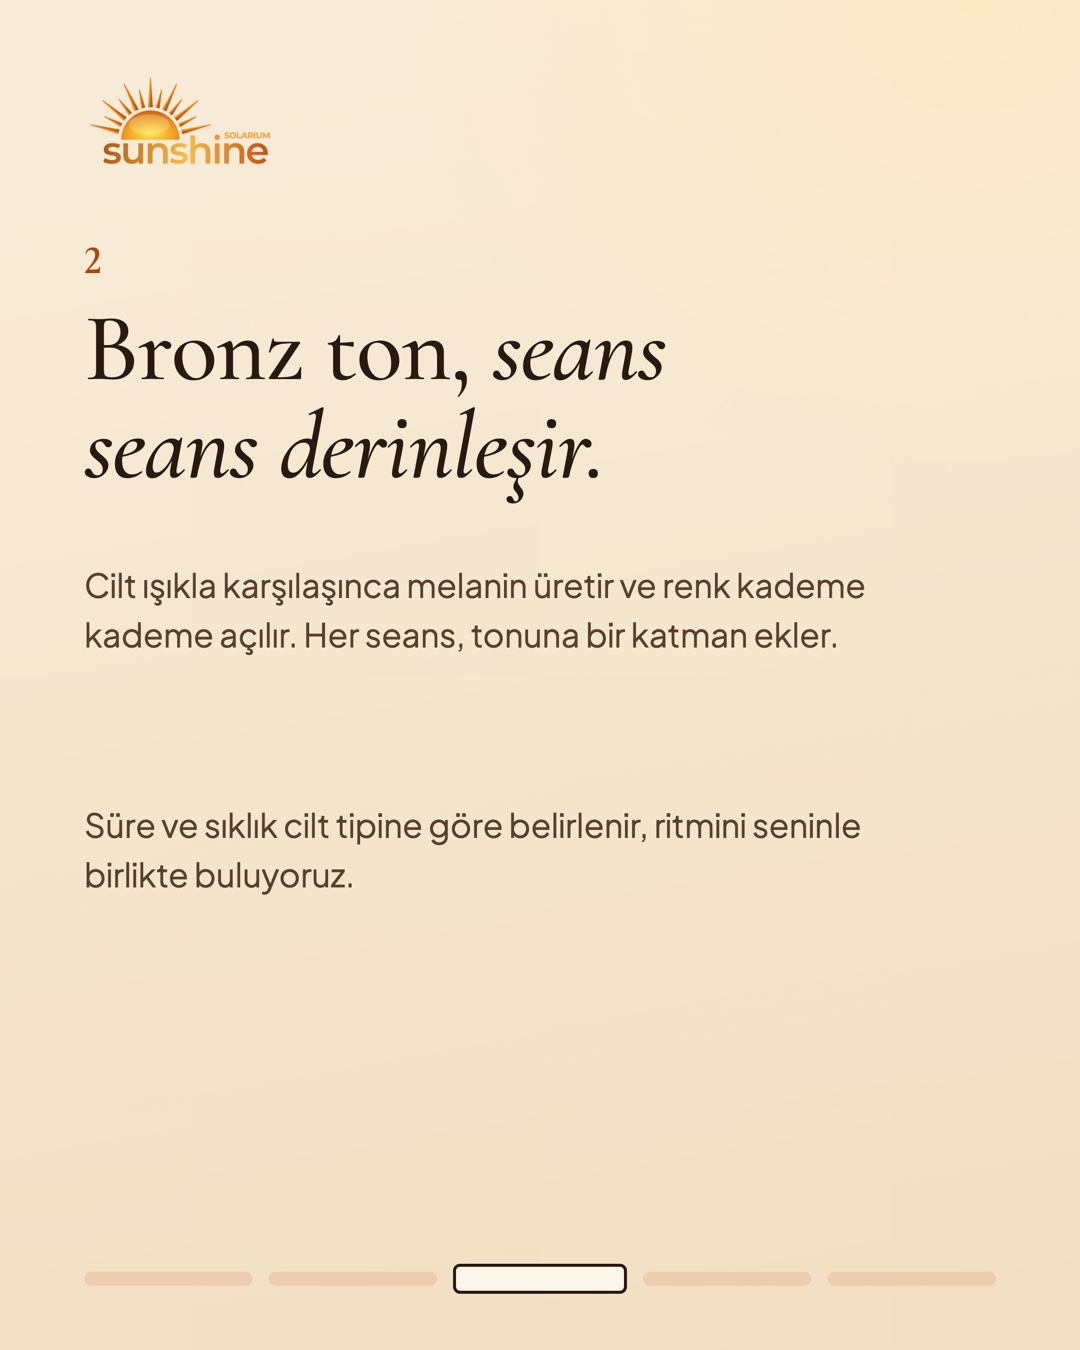 SOLARIUM
sunshine
2
Bronz ton, seans
seans derinleşir.
Cilt ışıkla karşılaşınca melanin üretir ve renk kademe
kademe açılır. Her seans, tonuna bir katman ekler.
Süre ve sıklık cilt tipine göre belirlenir, ritmini seninle
birlikte buluyoruz.